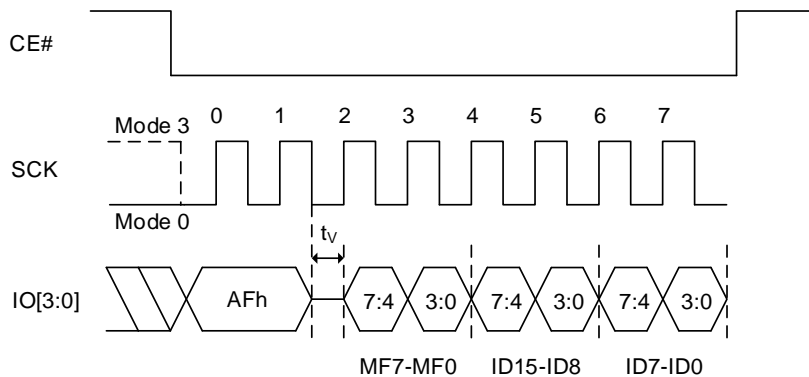 CE#
0 1 2 3 4 5 6 7
Mode 3
SCK
Mode 0
tV
IO[3:0] AFh 7:4 3:0 7:4 3:0 7:4 3:0
MF7-MF0 ID15-ID8 ID7-ID0